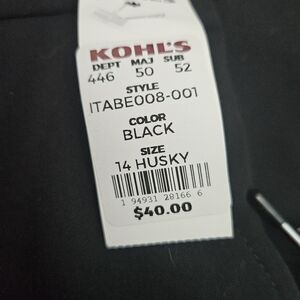 KOHL'S
DEPT MAJ SUB
446 50 52
STYLE
ITABE008-001
COLOR
BLACK
SIZE
14 HUSKY
1 94931 28166 6
$40.00